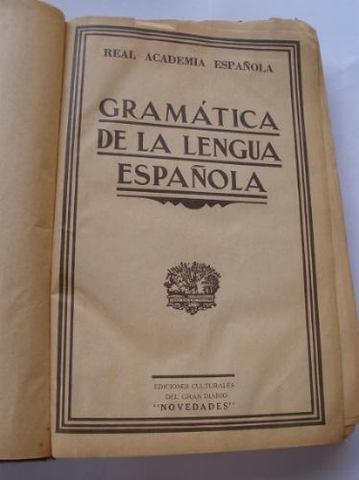 REAL ACADEMIA ESPAÑOLA
GRAMÁTICA
DE LA LENGUA
ESPAÑOLA
EDICIONES CULTURALES
DEL GRAN DIARIO
"NOVEDADES"